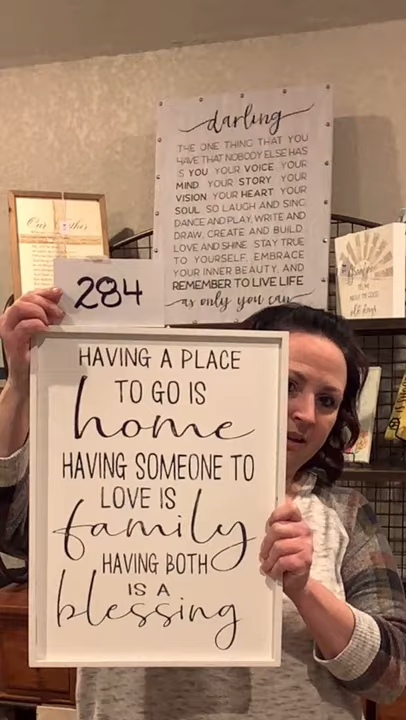 darling
THE ONE THING THAT YOU
HAVE THAT NOBODY ELSE HAS
IS YOU YOUR VOICE YOUR
MIND YOUR STORY YOUR
VISION YOUR HEART YOUR
SOUL SO LAUGH AND SING
DANCE AND PLAY, WRITE AND
DRAW, CREATE AND BUILD
LOVE AND SHINE STAY TRUE
TO YOURSELF, EMBRACE
YOUR INNER BEAUTY, AND
REMEMBER TO LIVE LIFE
as only you can
Our
284
HAVING A PLACE
TO GO IS
home
HAVING SOMEONE TO
LOVE IS
family
HAVING BOTH
IS A
blessing